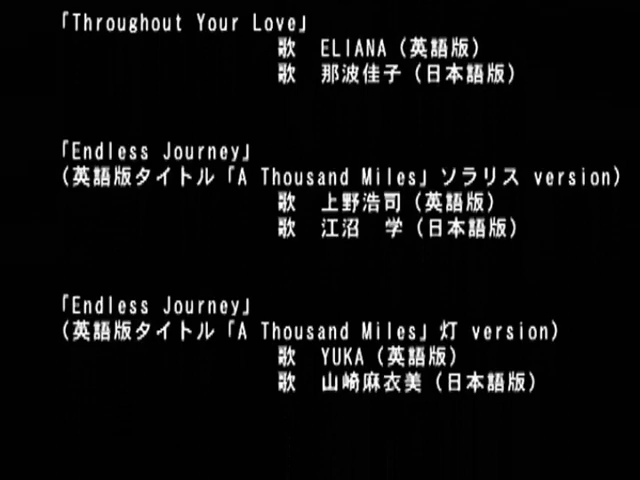 『Throughout Your Love』
歌 ELIANA（英語版）
歌 那波佳子（日本語版）
『Endless Journey』
（英語版タイトル「A Thousand Miles」ソラリス version）
歌 上野浩司（英語版）
歌 江沼　学（日本語版）
『Endless Journey』
（英語版タイトル「A Thousand Miles」灯 version）
歌 YUKA（英語版）
歌 山崎麻衣美（日本語版）